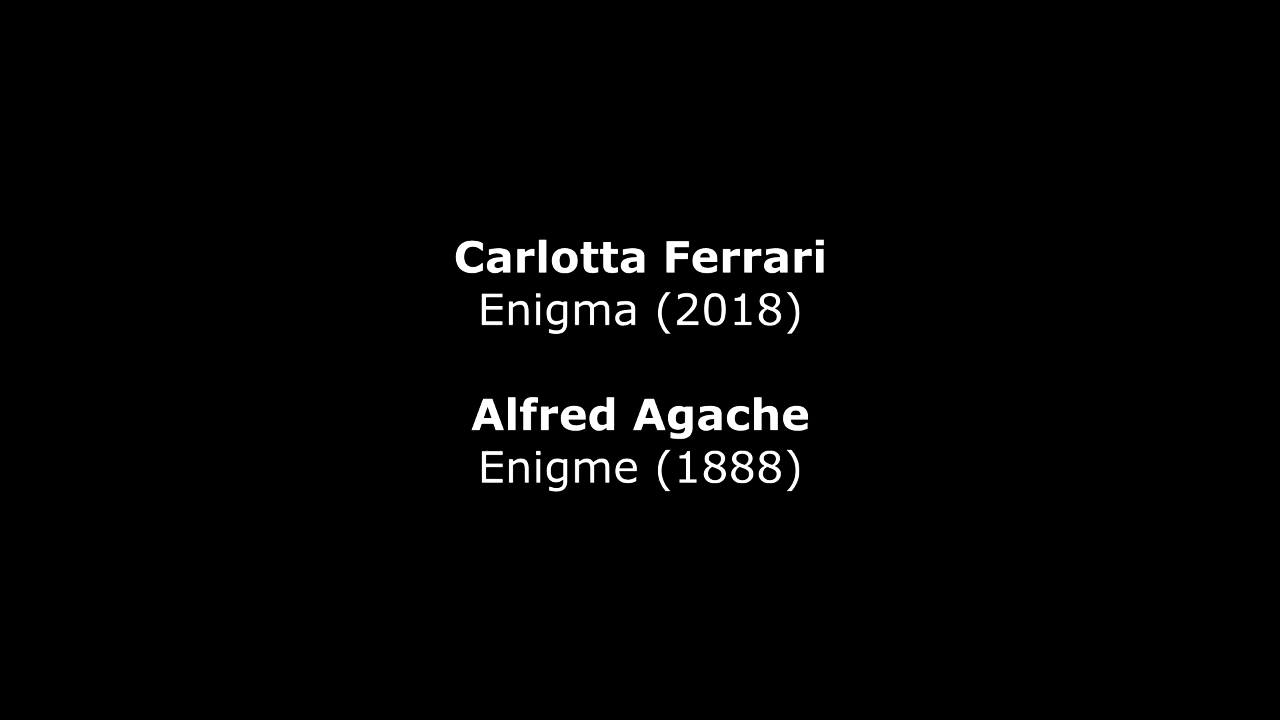 Carlotta Ferrari
Enigma (2018)
Alfred Agache
Enigme (1888)